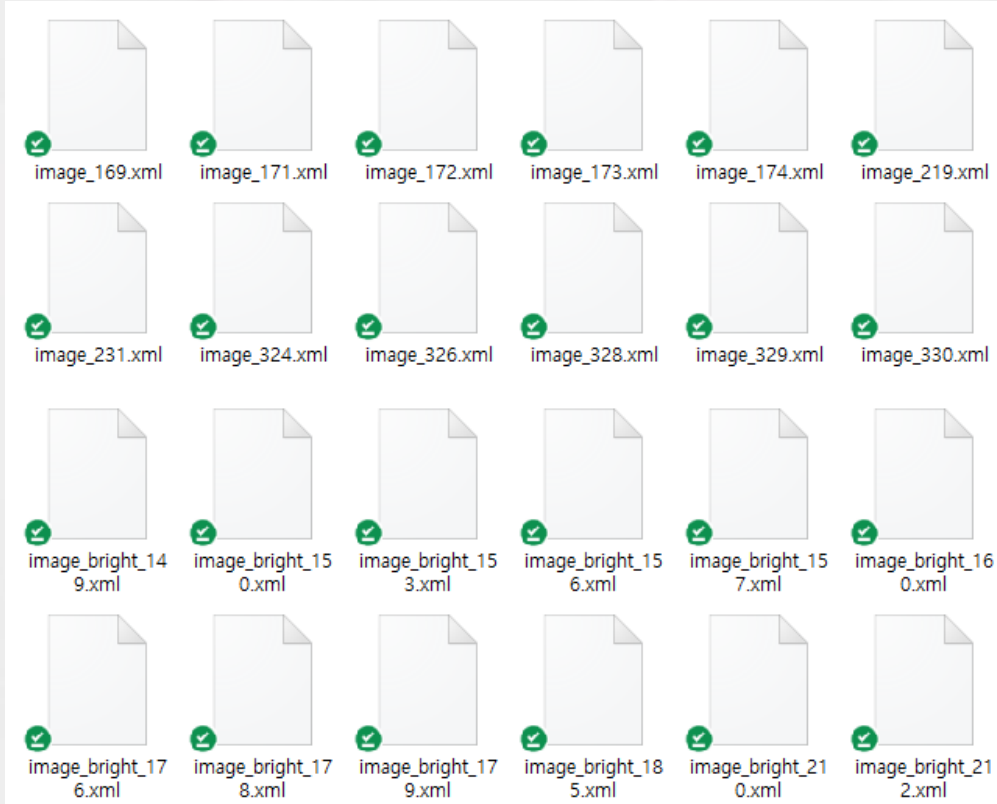 image_169.xml image_171.xml image_172.xml image_173.xml image_174.xml image_219.xml
image_231.xml image_324.xml image_326.xml image_328.xml image_329.xml image_330.xml
image_bright_14 image_bright_15 image_bright_15 image_bright_15 image_bright_15 image_bright_16
9.xml 0.xml 3.xml 6.xml 7.xml 0.xml
image_bright_17 image_bright_17 image_bright_17 image_bright_18 image_bright_21 image_bright_21
6.xml 8.xml 9.xml 5.xml 0.xml 2.xml